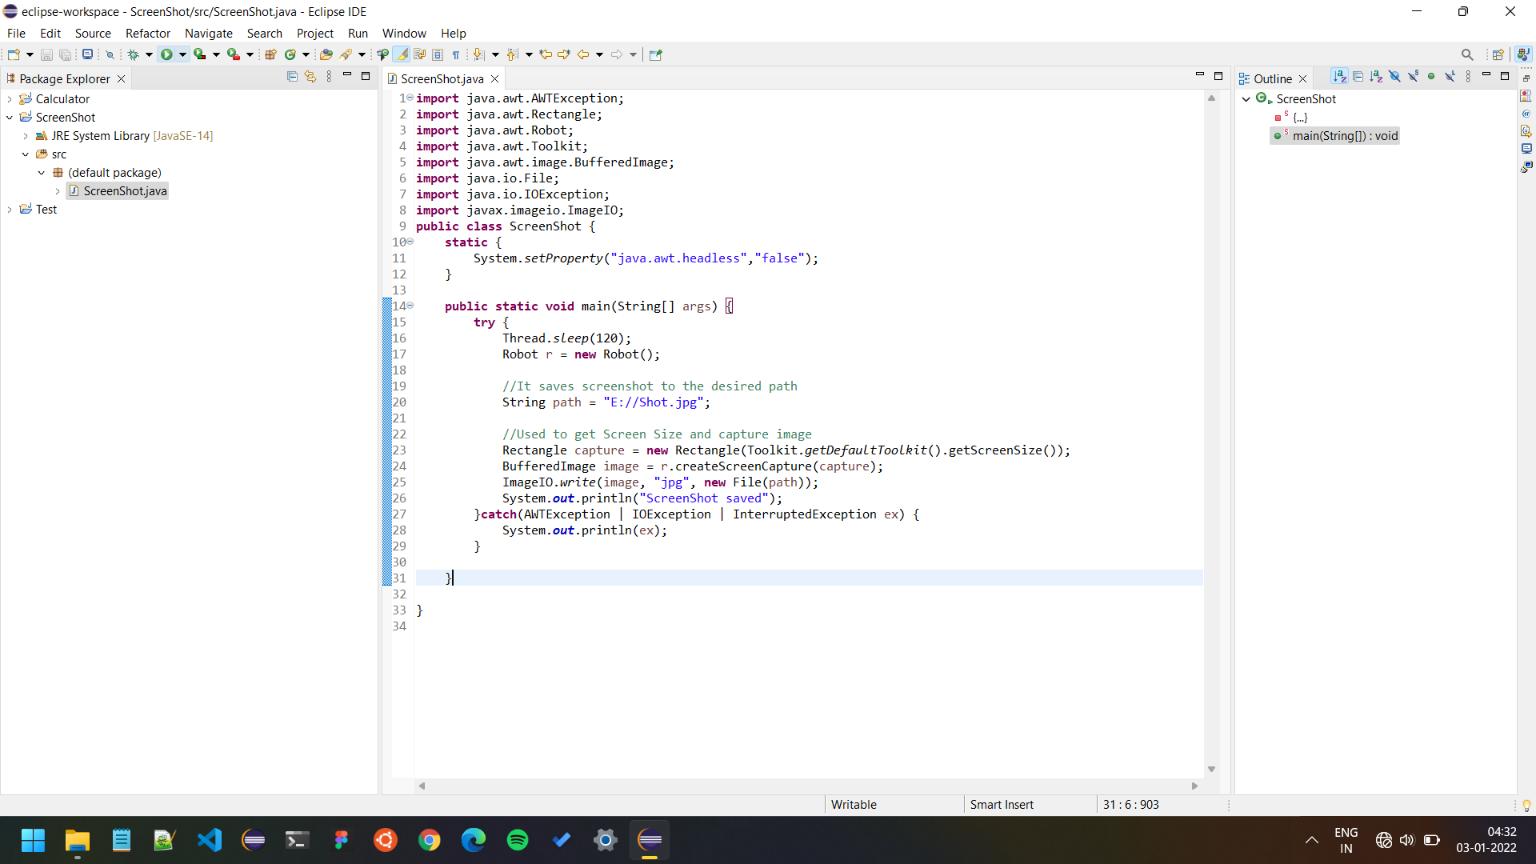 eclipse-workspace - ScreenShot/src/ScreenShot.java - Eclipse IDE
File Edit Source Refactor Navigate Search Project Run Window Help
Package Explorer
Calculator
ScreenShot
JRE System Library [JavaSE-14]
src
(default package)
ScreenShot.java
Test
ScreenShot.java
1 import java.awt.AWTException;
2 import java.awt.Rectangle;
3 import java.awt.Robot;
4 import java.awt.Toolkit;
5 import java.awt.image.BufferedImage;
6 import java.io.File;
7 import java.io.IOException;
8 import javax.imageio.ImageIO;
9 public class ScreenShot {
10 static {
11 System.setProperty("java.awt.headless","false");
12 }
13
14 public static void main(String[] args) {
15 try {
16 Thread.sleep(120);
17 Robot r = new Robot();
18
19 //It saves screenshot to the desired path
20 String path = "E://Shot.jpg";
21
22 //Used to get Screen Size and capture image
23 Rectangle capture = new Rectangle(Toolkit.getDefaultToolkit().getScreenSize());
24 BufferedImage image = r.createScreenCapture(capture);
25 ImageIO.write(image, "jpg", new File(path));
26 System.out.println("ScreenShot saved");
27 }catch(AWTException | IOException | InterruptedException ex) {
28 System.out.println(ex);
29 }
30
31 }
32
33 }
34
Outline
ScreenShot
{...}
main(String[]) : void
Writable Smart Insert 31 : 6 : 903
ENG
IN
04:32
03-01-2022